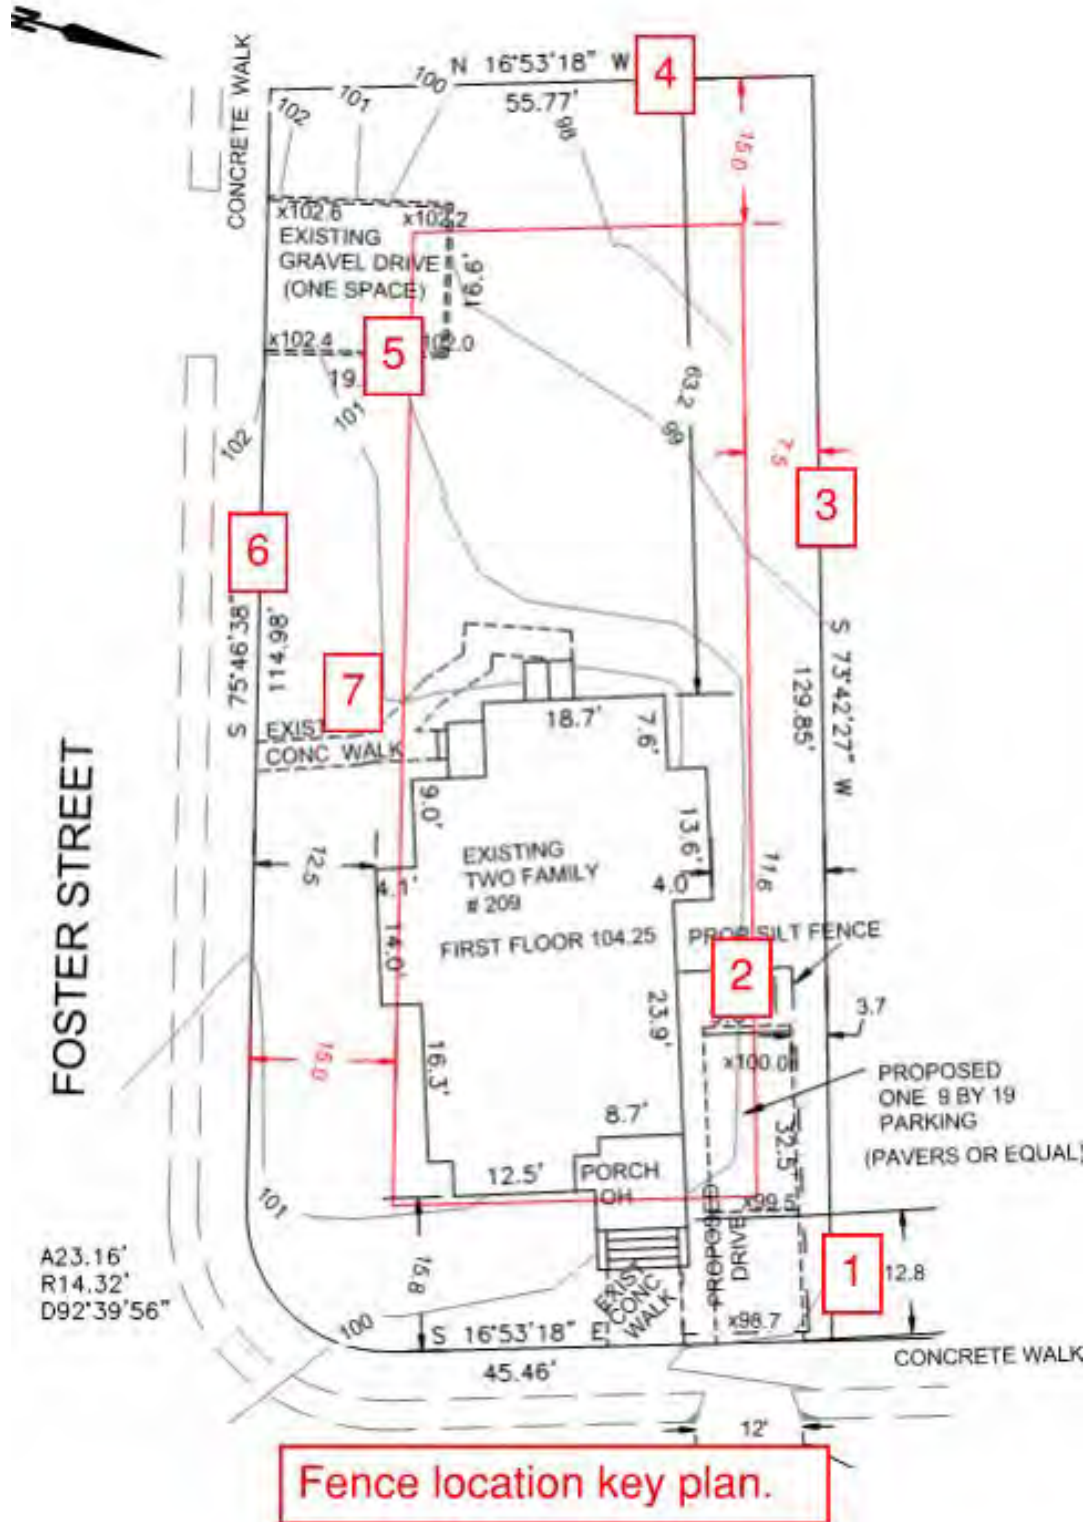 N
CONCRETE WALK
N 16°53'18" W
4
55.77'
100
101
102
98
15.0
x102.6
x102.2
EXISTING
GRAVEL DRIVE
(ONE SPACE)
19.9'
x102.4
5
102.0
19.
101
102
63.2
99
7.5
3
6
S 75°46'38"
114.98'
S 73°42'27" W
129.85'
7
EXIST
CONC WALK
18.7'
7.6'
9.0'
FOSTER STREET
12.5
4.1'
14.0'
EXISTING
TWO FAMILY
# 209
FIRST FLOOR 104.25
13.6'
4.0'
11.6
PROP SILT FENCE
2
23.9'
3.7
15.0
16.3'
x100.0
PROPOSED
ONE 9 BY 19
PARKING
(PAVERS OR EQUAL)
32.5'
8.7'
12.5'
PORCH
OH
x99.5
PROPOSED
DRIVE
101
15.8
1
12.8
A23.16'
R14.32'
D92°39'56"
EXIST
CONC
WALK
x98.7
100
S 16°53'18" E
45.46'
CONCRETE WALK
12'
Fence location key plan.